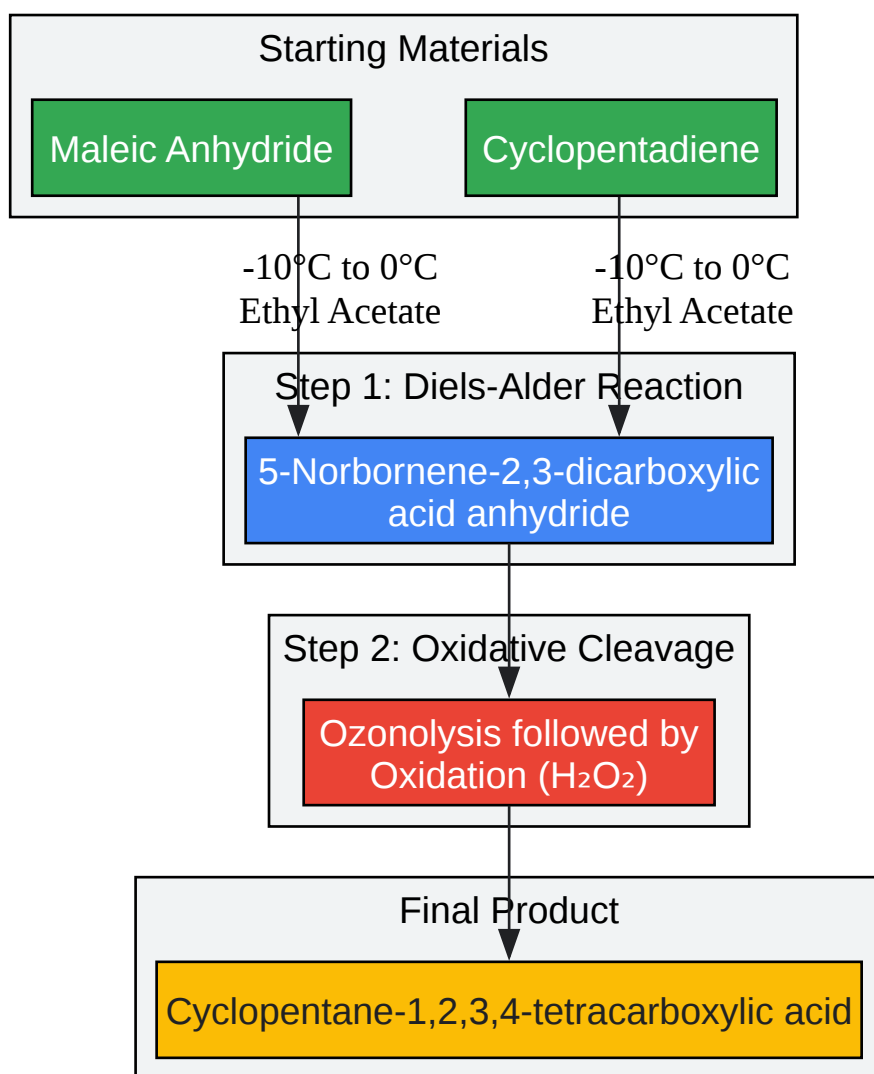 Starting Materials
Maleic Anhydride
Cyclopentadiene
-10°C to 0°C
Ethyl Acetate
-10°C to 0°C
Ethyl Acetate
Step 1: Diels-Alder Reaction
5-Norbornene-2,3-dicarboxylic
acid anhydride
Step 2: Oxidative Cleavage
Ozonolysis followed by
Oxidation (H₂O₂)
Final Product
Cyclopentane-1,2,3,4-tetracarboxylic acid